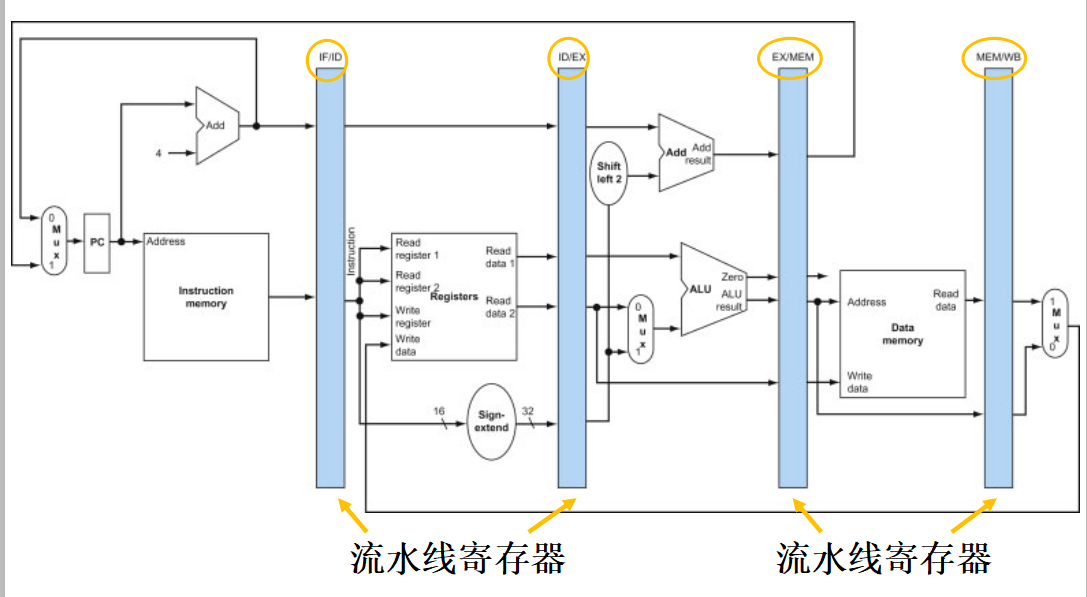 IF/ID
ID/EX
EX/MEM
MEM/WB
Add
4
Shift
left 2
Add
Add
result
0
M
u
x
1
PC
Address
Instruction
memory
Instruction
Read
register 1
Read
register 2
Registers
Write
register
Write
data
Read
data 1
Read
data 2
16
Sign-
extend
32
0
M
u
x
1
ALU
Zero
ALU
result
Address
Read
data
Data
memory
Write
data
1
M
u
x
0
流水线寄存器
流水线寄存器